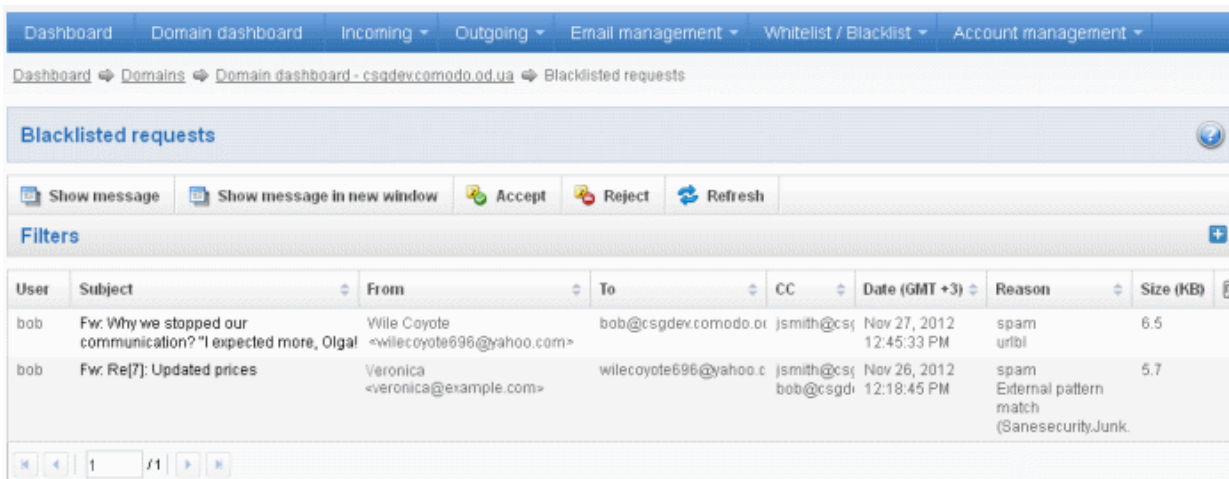 Dashboard Domain dashboard Incoming Outgoing Email management Whitelist / Blacklist Account management
Dashboard Domains Domain dashboard - csgdev.comodo.od.ua Blacklisted requests
Blacklisted requests
Show message Show message in new window Accept Reject Refresh
Filters
User Subject From To CC Date (GMT +3) Reason Size (KB)
bob Fw: Why we stopped our Wile Coyote bob@csgdev.comodo.o jsmith@csg Nov 27, 2012 spam 6.5
communication? "I expected more, Olga! <wilecoyote696@yahoo.com> 12:45:33 PM urlbl
bob Fw: Re[7]: Updated prices Veronica wilecoyote696@yahoo.c jsmith@csg Nov 26, 2012 spam 5.7
<veronica@example.com> bob@csgd 12:18:45 PM External pattern
match
(Sanesecurity.Junk.
1 /1